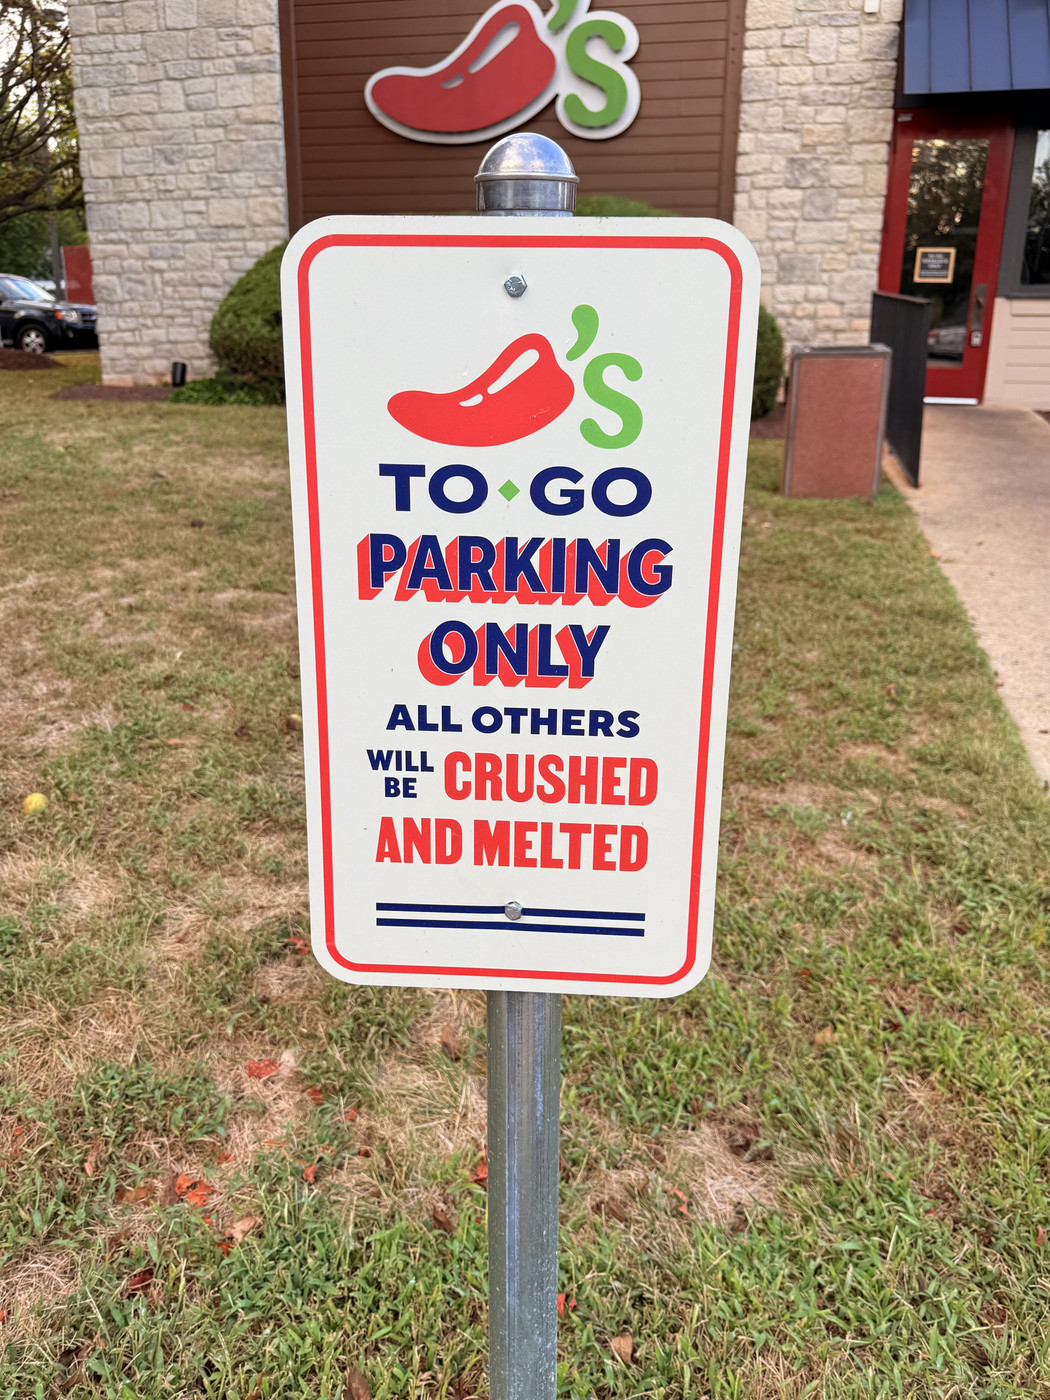 'S
'S
TO GO
PARKING
ONLY
ALL OTHERS
WILL BE CRUSHED
AND MELTED